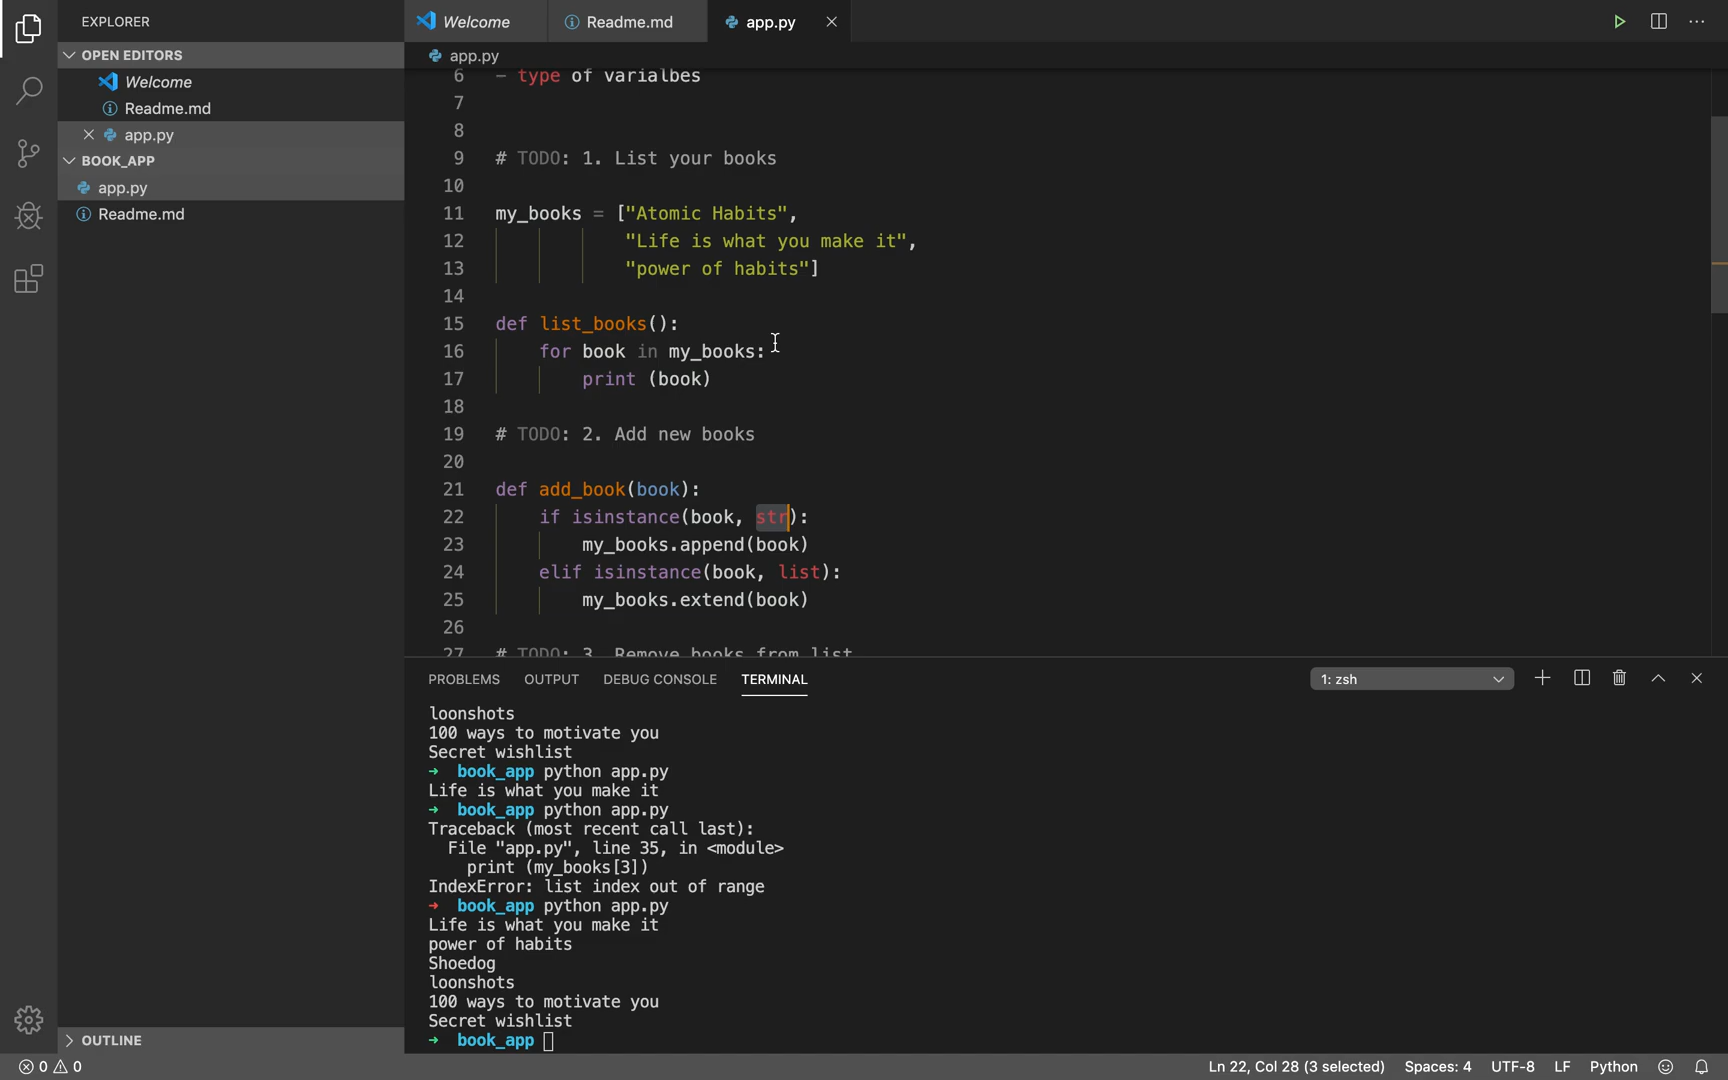 EXPLORER
Welcome
Readme.md
app.py
OPEN EDITORS
Welcome
Readme.md
app.py
BOOK_APP
app.py
Readme.md
OUTLINE
app.py
6 - type of varialbes
7
8
9 # TODO: 1. List your books
10
11 my_books = ["Atomic Habits",
12 "Life is what you make it",
13 "power of habits"]
14
15 def list_books():
16 for book in my_books:
17 print (book)
18
19 # TODO: 2. Add new books
20
21 def add_book(book):
22 if isinstance(book, str):
23 my_books.append(book)
24 elif isinstance(book, list):
25 my_books.extend(book)
26
27 # TODO: 3. Remove books from list
PROBLEMS OUTPUT DEBUG CONSOLE TERMINAL
1: zsh
loonshots
100 ways to motivate you
Secret wishlist
➜ book_app python app.py
Life is what you make it
➜ book_app python app.py
Traceback (most recent call last):
File "app.py", line 35, in <module>
print (my_books[3])
IndexError: list index out of range
➜ book_app python app.py
Life is what you make it
power of habits
Shoedog
loonshots
100 ways to motivate you
Secret wishlist
➜ book_app
0 0
Ln 22, Col 28 (3 selected) Spaces: 4 UTF-8 LF Python